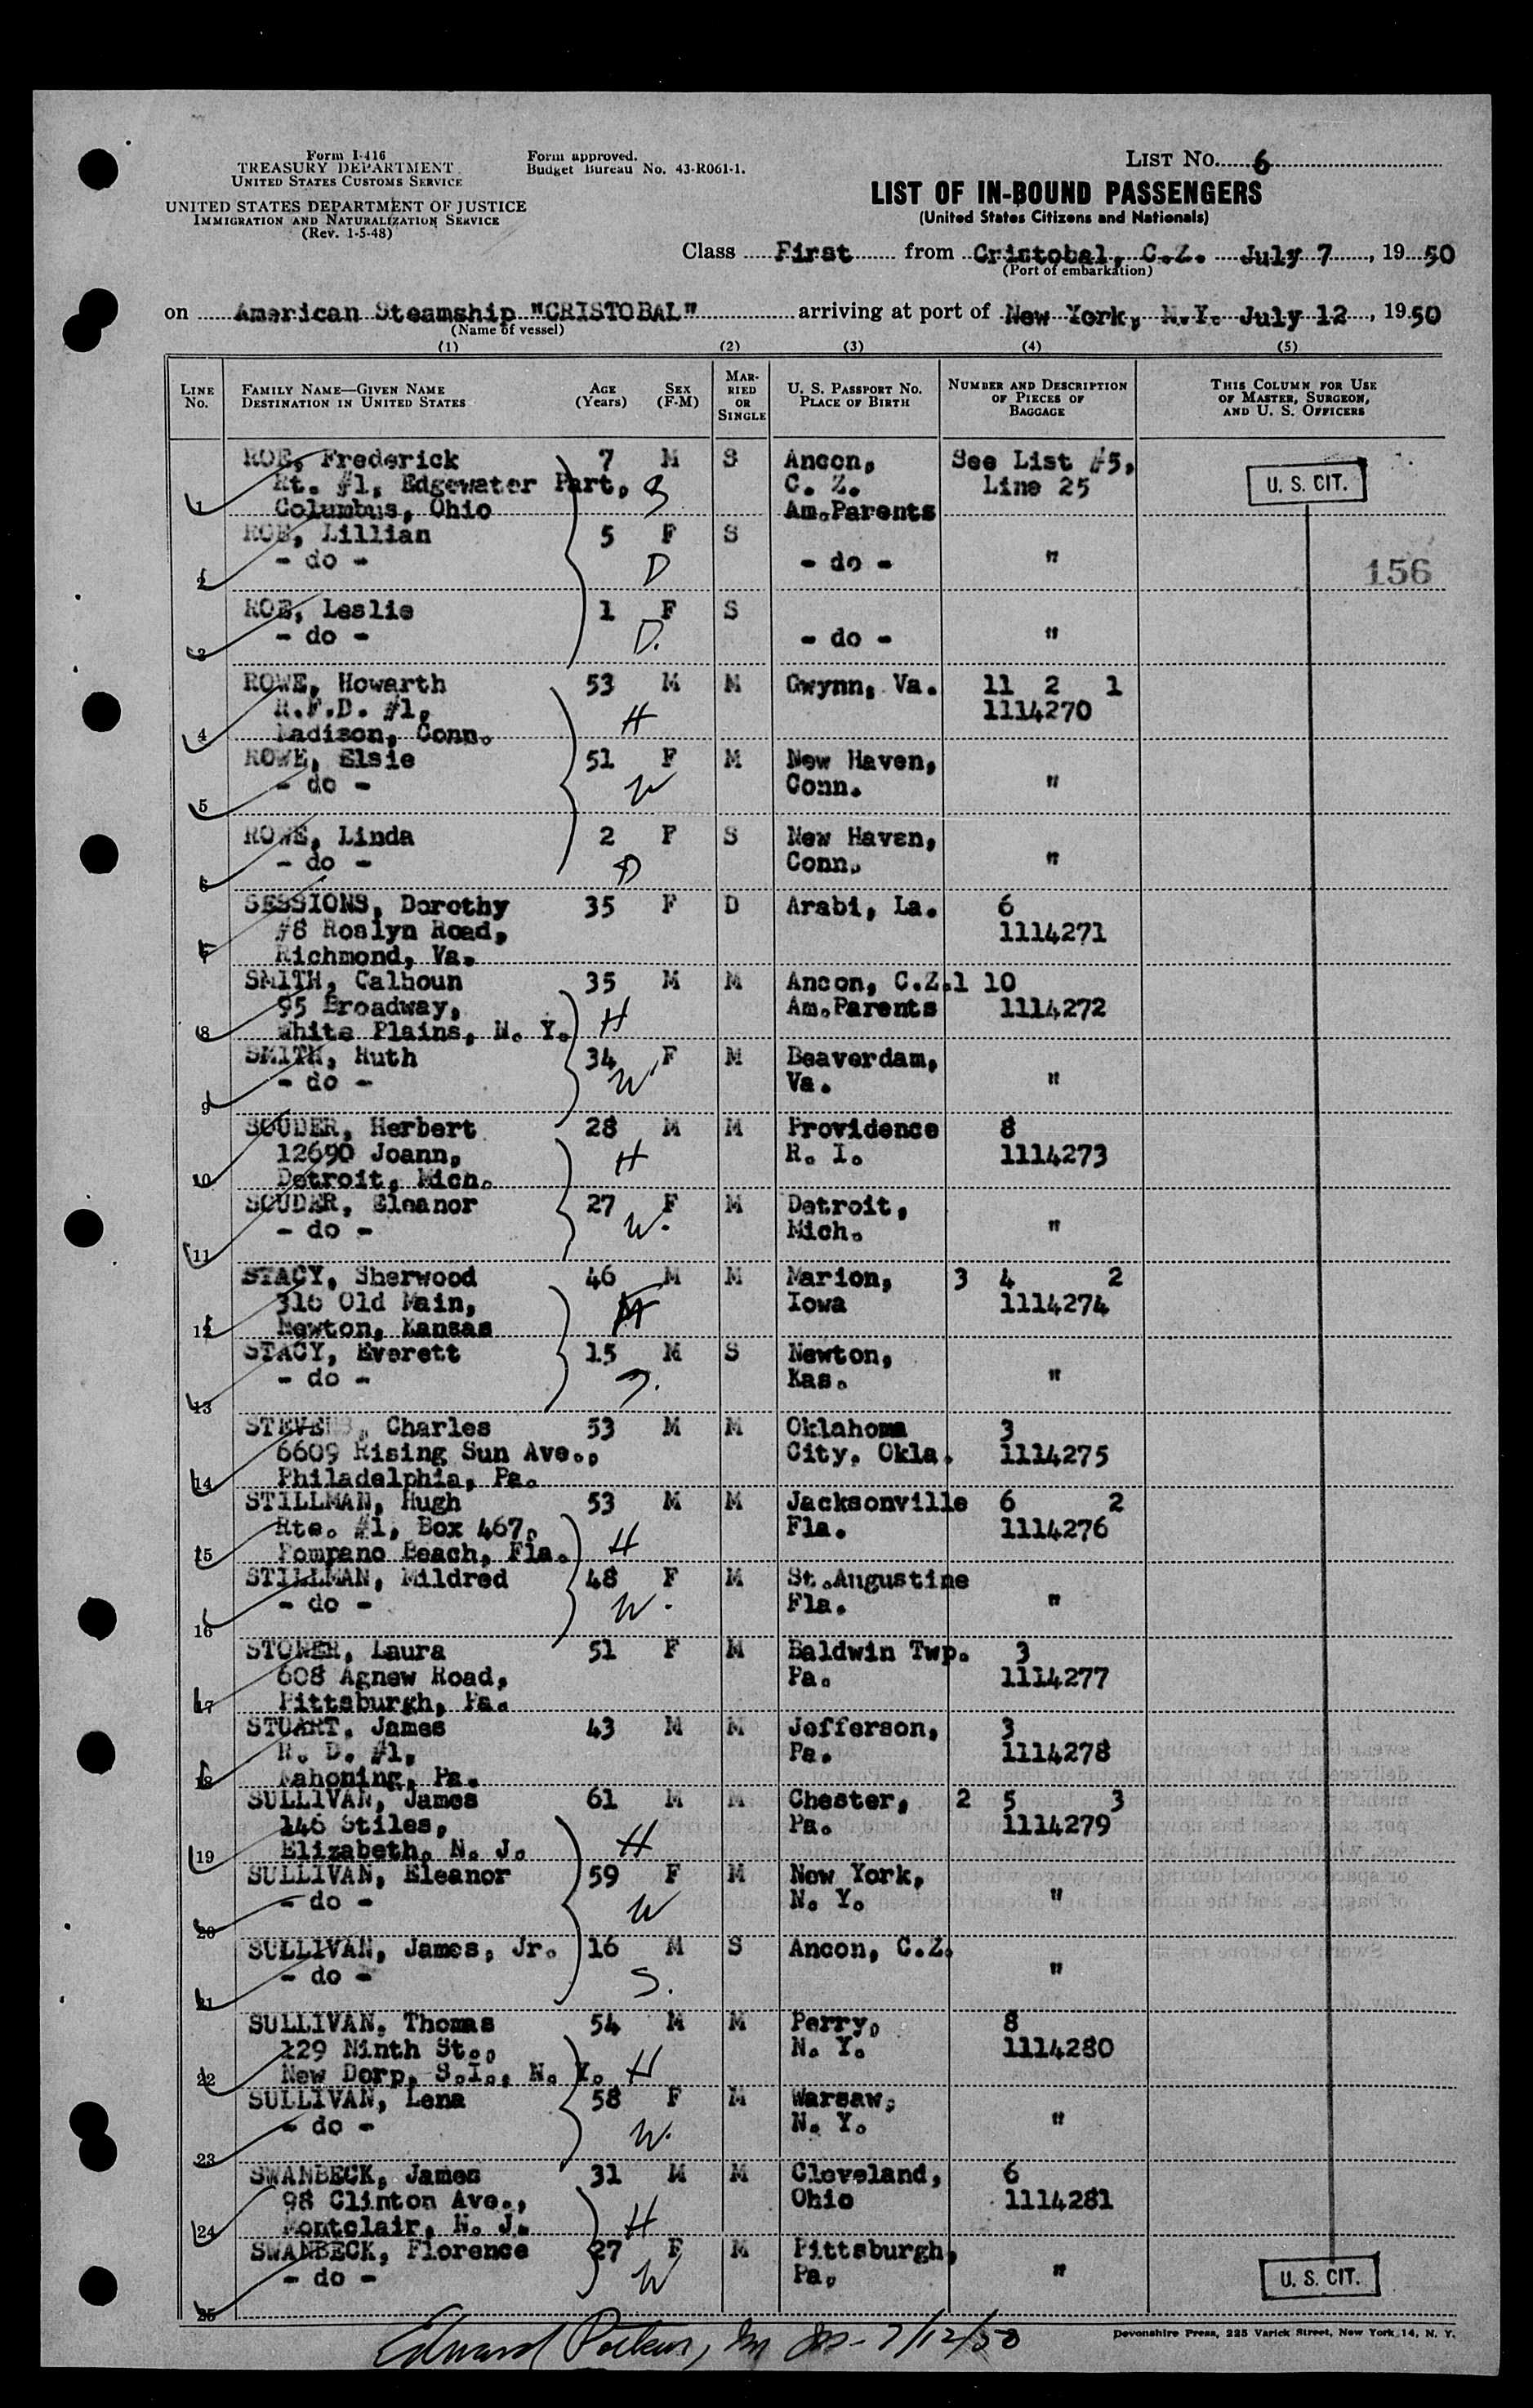 Form I-416
TREASURY DEPARTMENT
UNITED STATES CUSTOMS SERVICE
UNITED STATES DEPARTMENT OF JUSTICE
IMMIGRATION AND NATURALIZATION SERVICE
(Rev. 1-5-48)
Form approved.
Budget Bureau No. 43-R061-1.
LIST NO. 6
LIST OF IN-BOUND PASSENGERS
(United States Citizens and Nationals)
Class First from Cristobal, C.Z. July 7, 1950
(Port of embarkation)
on American Steamship "CRISTOBAL" arriving at port of New York, N.Y. July 12, 1950
(Name of vessel)
(1) (2) (3) (4) (5)
LINE NO. FAMILY NAME—GIVEN NAME DESTINATION IN UNITED STATES AGE (Years) SEX (F-M) MARRIED OR SINGLE U. S. PASSPORT NO. PLACE OF BIRTH NUMBER AND DESCRIPTION OF PIECES OF BAGGAGE THIS COLUMN FOR USE OF MASTER, SURGEON, AND U. S. OFFICERS
ROE, Frederick 7 M S Ancon, See List #5,
Rt. #1, Edgewater Part, S C. Z. Line 25 U. S. CIT.
1 Columbus, Ohio Am.Parents
ROE, Lillian 5 F S
2 - do - D - do - " 156
ROE, Leslie 1 F S
3 - do - D. - do - "
ROWE, Howarth 53 M M Gwynn, Va. 11 2 1
R.F.D. #1, H 1114270
4 Madison, Conn.
ROWE, Elsie 51 F M New Haven,
5 - do - W Conn. "
ROWE, Linda 2 F S New Haven,
6 - do - D Conn. "
SESSIONS, Dorothy 35 F D Arabi, La. 6
#8 Roslyn Road, 1114271
7 Richmond, Va.
SMITH, Calhoun 35 M M Ancon, C.Z. 1 10
95 Broadway, H Am.Parents 1114272
8 White Plains, N. Y.
SMITH, Ruth 34 F M Beaverdam,
9 - do - W Va. "
SOUDER, Herbert 28 M M Providence 8
12690 Joann, H R. I. 1114273
10 Detroit, Mich.
SOUDER, Eleanor 27 F M Detroit,
11 - do - W. Mich. "
STACY, Sherwood 46 M M Marion, 3 4 2
316 Old Main, Iowa 1114274
12 Newton, Kansas
STACY, Everett 15 M S Newton,
13 - do - S. Kas. "
STEVENS, Charles 53 M M Oklahoma 3
6609 Rising Sun Ave., City, Okla. 1114275
14 Philadelphia, Pa.
STILLMAN, Hugh 53 M M Jacksonville 6 2
Rte. #1, Box 467, H Fla. 1114276
15 Pompano Beach, Fla.
STILLMAN, Mildred 48 F M St.Augustine
16 - do - W. Fla. "
STOWER, Laura 51 F M Baldwin Twp. 3
608 Agnew Road, Pa. 1114277
17 Pittsburgh, Pa.
STUART, James 43 M M Jefferson, 3
R. D. #1, Pa. 1114278
18 Mahoning, Pa.
SULLIVAN, James 61 M M Chester, 2 5 3
146 Stiles, H Pa. 1114279
19 Elizabeth, N. J.
SULLIVAN, Eleanor 59 F M New York,
20 - do - W N. Y. "
SULLIVAN, James, Jr. 16 M S Ancon, C.Z.
21 - do - S. "
SULLIVAN, Thomas 54 M M Perry, 8
129 Ninth St., N. Y. 1114280
22 New Dorp, S.I., N. Y. H
SULLIVAN, Lena 58 F M Warsaw,
23 - do - W. N. Y. "
SWANBECK, James 31 M M Cleveland, 6
98 Clinton Ave., H Ohio 1114281
24 Montclair, N. J.
SWANBECK, Florence 27 F M Pittsburgh,
25 - do - W Pa. " U. S. CIT.
Edward 7/12/50
Devonshire Press, 225 Varick Street, New York 14, N. Y.